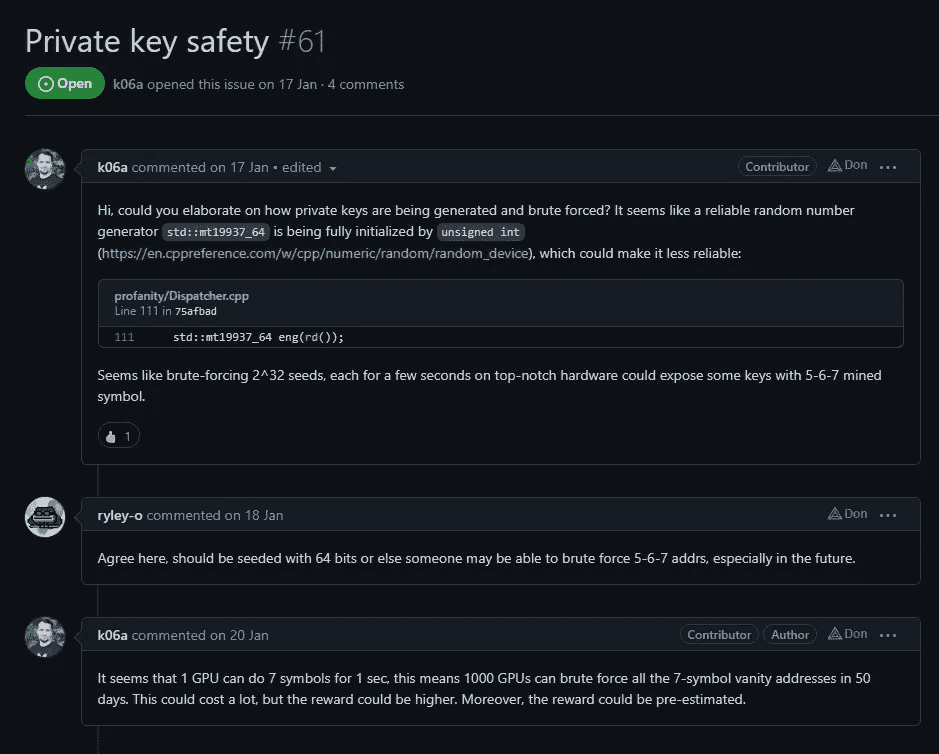 Private key safety #61
Open k06a opened this issue on 17 Jan · 4 comments
k06a commented on 17 Jan • edited Contributor Don ...
Hi, could you elaborate on how private keys are being generated and brute forced? It seems like a reliable random number
generator std::mt19937_64 is being fully initialized by unsigned int
(https://en.cppreference.com/w/cpp/numeric/random/random_device), which could make it less reliable:
profanity/Dispatcher.cpp
Line 111 in 75afbad
111 std::mt19937_64 eng(rd());
Seems like brute-forcing 2^32 seeds, each for a few seconds on top-notch hardware could expose some keys with 5-6-7 mined
symbol.
1
ryley-o commented on 18 Jan Don ...
Agree here, should be seeded with 64 bits or else someone may be able to brute force 5-6-7 addrs, especially in the future.
k06a commented on 20 Jan Contributor Author Don ...
It seems that 1 GPU can do 7 symbols for 1 sec, this means 1000 GPUs can brute force all the 7-symbol vanity addresses in 50
days. This could cost a lot, but the reward could be higher. Moreover, the reward could be pre-estimated.